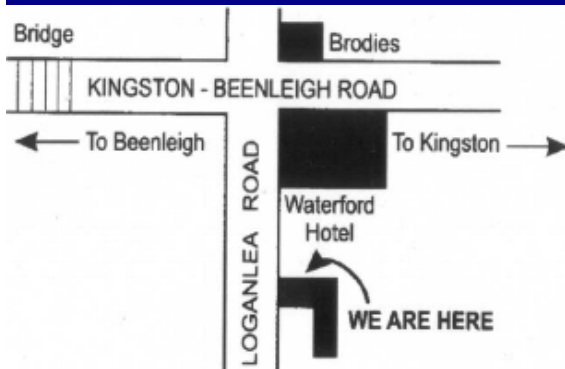 Bridge
Brodies
KINGSTON - BEENLEIGH ROAD
To Beenleigh
To Kingston
LOGANLEA ROAD
Waterford
Hotel
WE ARE HERE